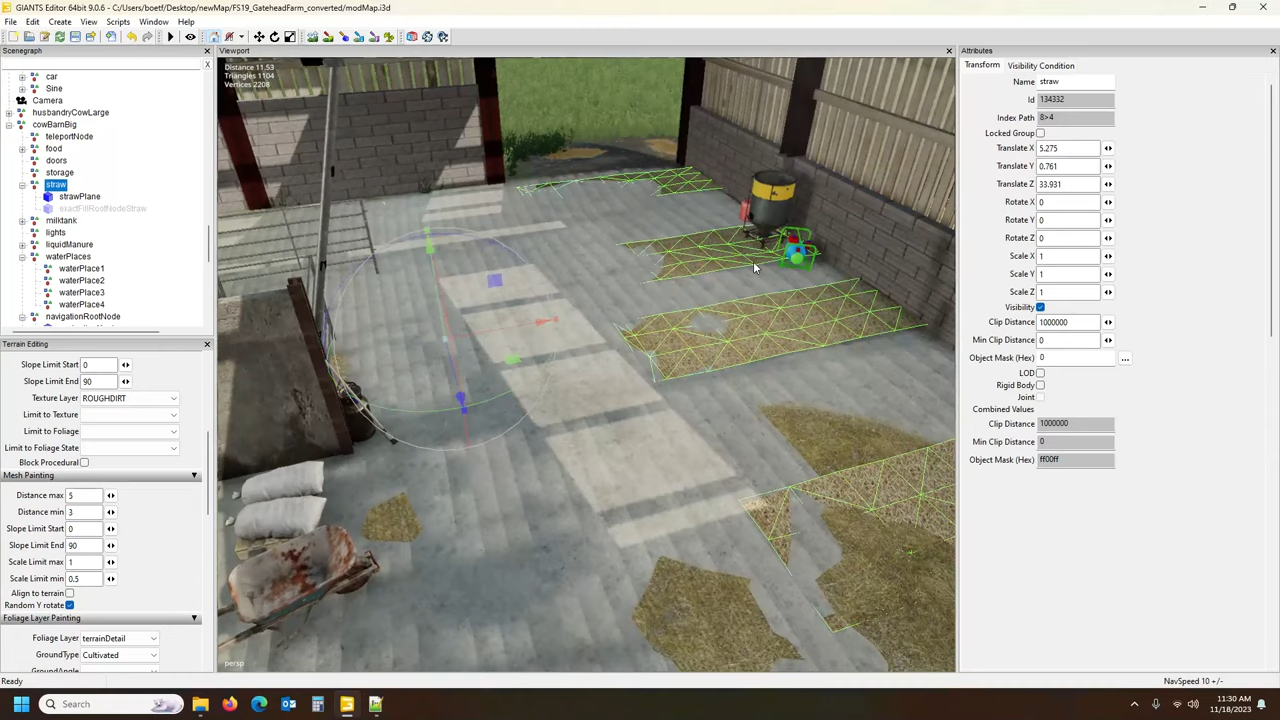 GIANTS Editor 64bit 9.0.6 - C:/Users/boetf/Desktop/newMap/FS19_GateheadFarm_converted/modMap.i3d
File Edit Create View Scripts Window Help
Scenegraph
X
car
Sine
Camera
husbandryCowLarge
cowBarnBig
teleportNode
food
doors
storage
straw
strawPlane
exactFillRootNodeStraw
milktank
lights
liquidManure
waterPlaces
waterPlace1
waterPlace2
waterPlace3
waterPlace4
navigationRootNode
Terrain Editing
Slope Limit Start 0
Slope Limit End 90
Texture Layer ROUGHDIRT
Limit to Texture
Limit to Foliage
Limit to Foliage State
Block Procedural
Mesh Painting
Distance max 5
Distance min 3
Slope Limit Start 0
Slope Limit End 90
Scale Limit max 1
Scale Limit min 0.5
Align to terrain
Random Y rotate
Foliage Layer Painting
Foliage Layer terrainDetail
GroundType Cultivated
GroundAngle
Viewport
Distance 11.53
Triangles 1104
Vertices 2208
persp
Attributes
Transform Visibility Condition
Name straw
Id 134332
Index Path 8>4
Locked Group
Translate X 5.275
Translate Y 0.761
Translate Z 33.931
Rotate X 0
Rotate Y 0
Rotate Z 0
Scale X 1
Scale Y 1
Scale Z 1
Visibility
Clip Distance 1000000
Min Clip Distance 0
Object Mask (Hex) 0 ...
LOD
Rigid Body
Joint
Combined Values
Clip Distance 1000000
Min Clip Distance 0
Object Mask (Hex) ff00ff
Ready
NavSpeed 10 +/-
Search
11:30 AM
11/18/2023